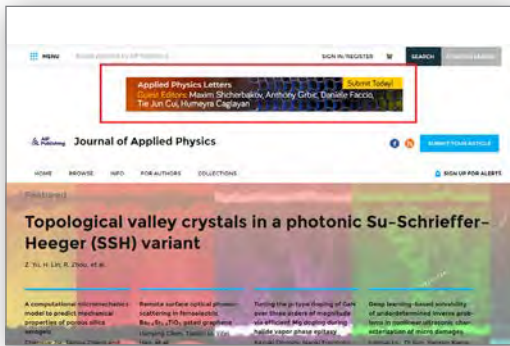 MENU
SIGN IN/REGISTER
SEARCH
Applied Physics Letters
Submit Today!
Guest Editors: Maxim Shcherbakov, Anthony Grbic, Daniele Faccio,
Tie Jun Cui, Humeyra Caglayan
AIP Publishing
Journal of Applied Physics
SUBMIT YOUR ARTICLE
HOME BROWSE INFO FOR AUTHORS COLLECTIONS
SIGN UP FOR ALERTS
Featured
Topological valley crystals in a photonic Su–Schrieffer–
Heeger (SSH) variant
Z. Yu, H. Lin, R. Zhou, et al.
A computational micromechanics
model to predict mechanical
properties of porous silica
aerogels
Remote surface optical phonon
scattering in ferroelectric
Ba₀.₆Sr₀.₄TiO₃ gated graphene
Tuning the p-type doping of GaN
over three orders of magnitude
via efficient Mg doping during
halide vapor phase epitaxy
Deep learning-based solvability
of underdetermined inverse prob-
lems in nonlinear ultrasonic char-
acterization of micro damages